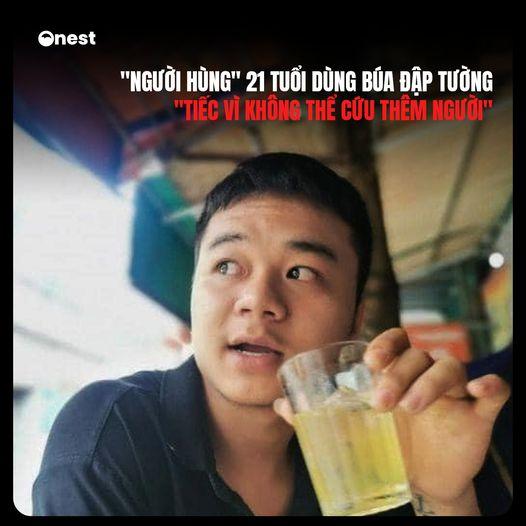 Onest
"NGƯỜI HÙNG" 21 TUỔI DÙNG BÚA ĐẬP TƯỜNG
"TIẾC VÌ KHÔNG THỂ CỨU THÊM NGƯỜI"